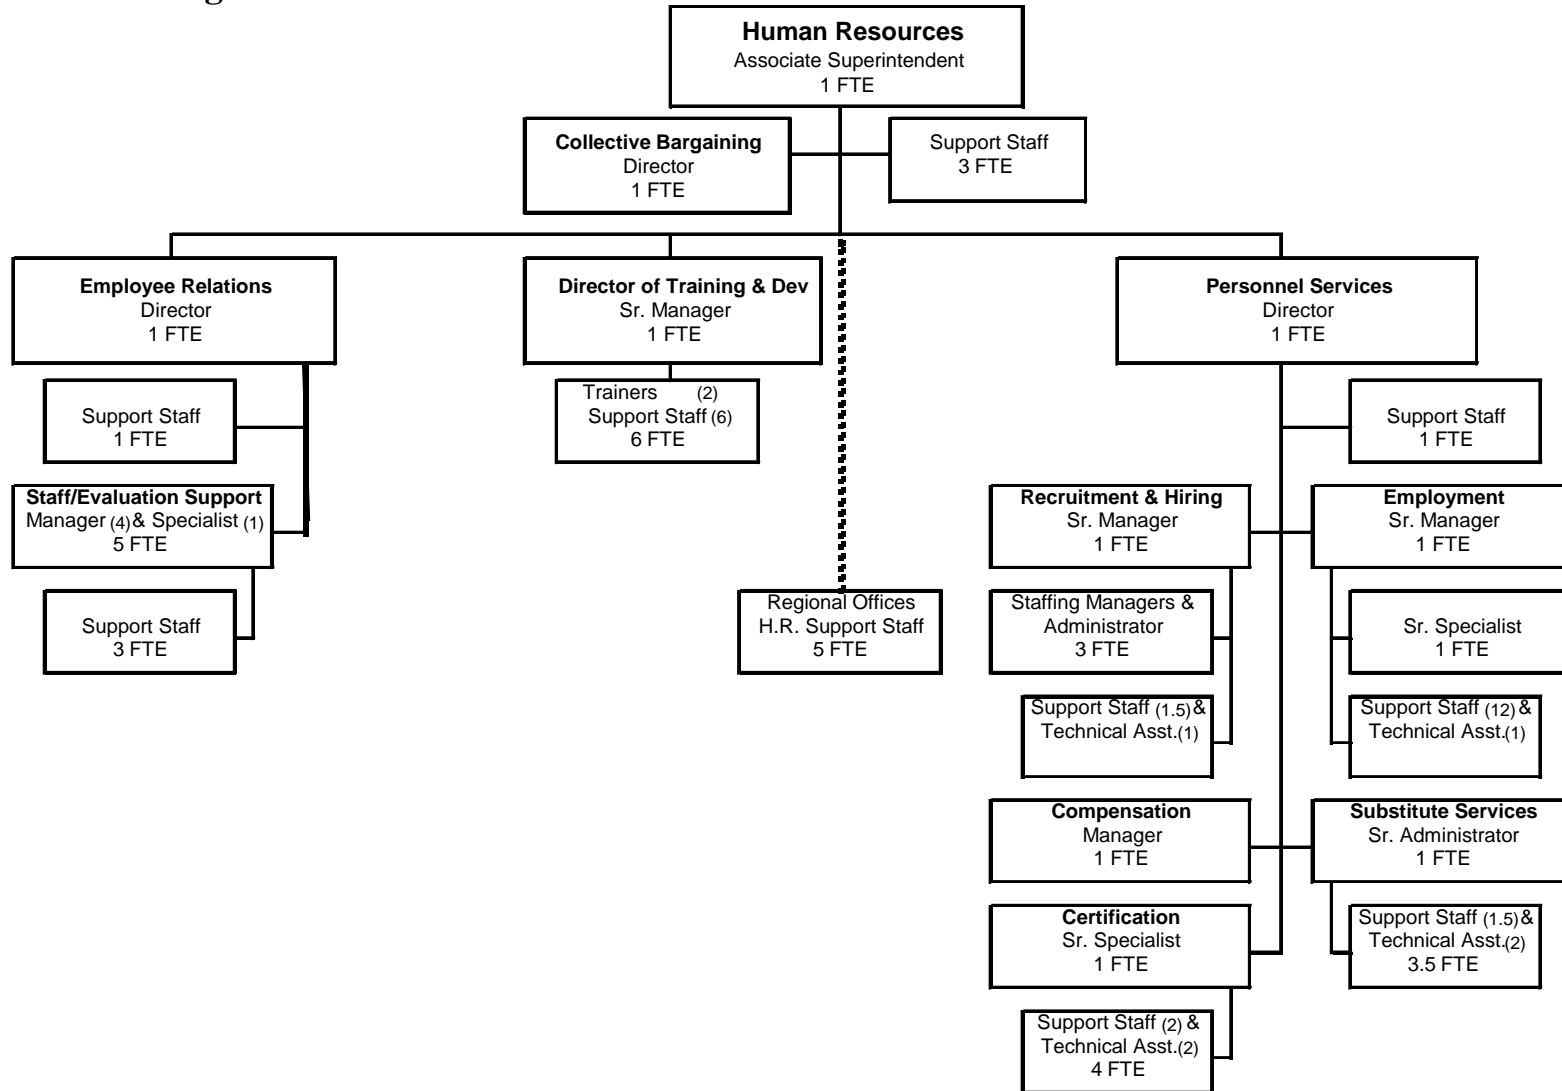 Human Resources
Associate Superintendent
1 FTE
Collective Bargaining
Director
1 FTE
Support Staff
3 FTE
Employee Relations
Director
1 FTE
Director of Training & Dev
Sr. Manager
1 FTE
Personnel Services
Director
1 FTE
Support Staff
1 FTE
Trainers (2)
Support Staff (6)
6 FTE
Support Staff
1 FTE
Staff/Evaluation Support
Manager (4) & Specialist (1)
5 FTE
Recruitment & Hiring
Sr. Manager
1 FTE
Employment
Sr. Manager
1 FTE
Support Staff
3 FTE
Regional Offices
H.R. Support Staff
5 FTE
Staffing Managers &
Administrator
3 FTE
Sr. Specialist
1 FTE
Support Staff (1.5) &
Technical Asst. (1)
Support Staff (12) &
Technical Asst. (1)
Compensation
Manager
1 FTE
Substitute Services
Sr. Administrator
1 FTE
Certification
Sr. Specialist
1 FTE
Support Staff (1.5) &
Technical Asst. (2)
3.5 FTE
Support Staff (2) &
Technical Asst. (2)
4 FTE